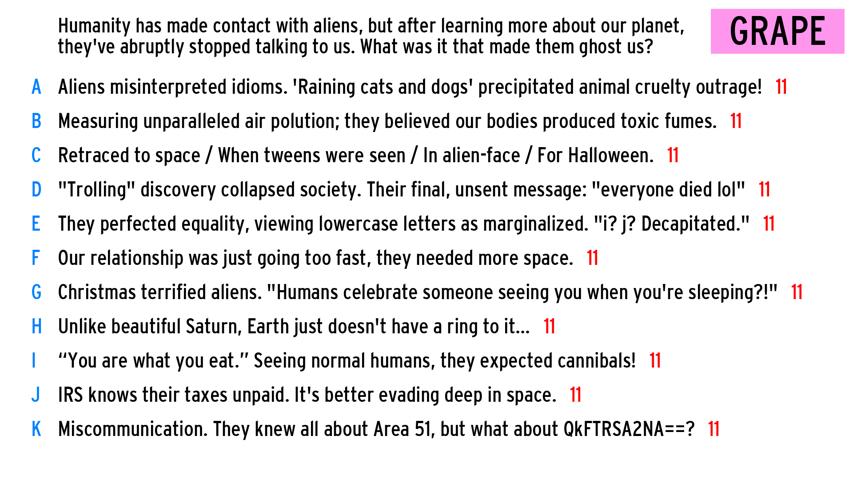 Humanity has made contact with aliens, but after learning more about our planet,
they've abruptly stopped talking to us. What was it that made them ghost us?
GRAPE
A Aliens misinterpreted idioms. 'Raining cats and dogs' precipitated animal cruelty outrage! 11
B Measuring unparalleled air polution; they believed our bodies produced toxic fumes. 11
C Retraced to space / When tweens were seen / In alien-face / For Halloween. 11
D "Trolling" discovery collapsed society. Their final, unsent message: "everyone died lol" 11
E They perfected equality, viewing lowercase letters as marginalized. "i? j? Decapitated." 11
F Our relationship was just going too fast, they needed more space. 11
G Christmas terrified aliens. "Humans celebrate someone seeing you when you're sleeping?!" 11
H Unlike beautiful Saturn, Earth just doesn't have a ring to it... 11
I “You are what you eat.” Seeing normal humans, they expected cannibals! 11
J IRS knows their taxes unpaid. It's better evading deep in space. 11
K Miscommunication. They knew all about Area 51, but what about QkFTRSA2NA==? 11